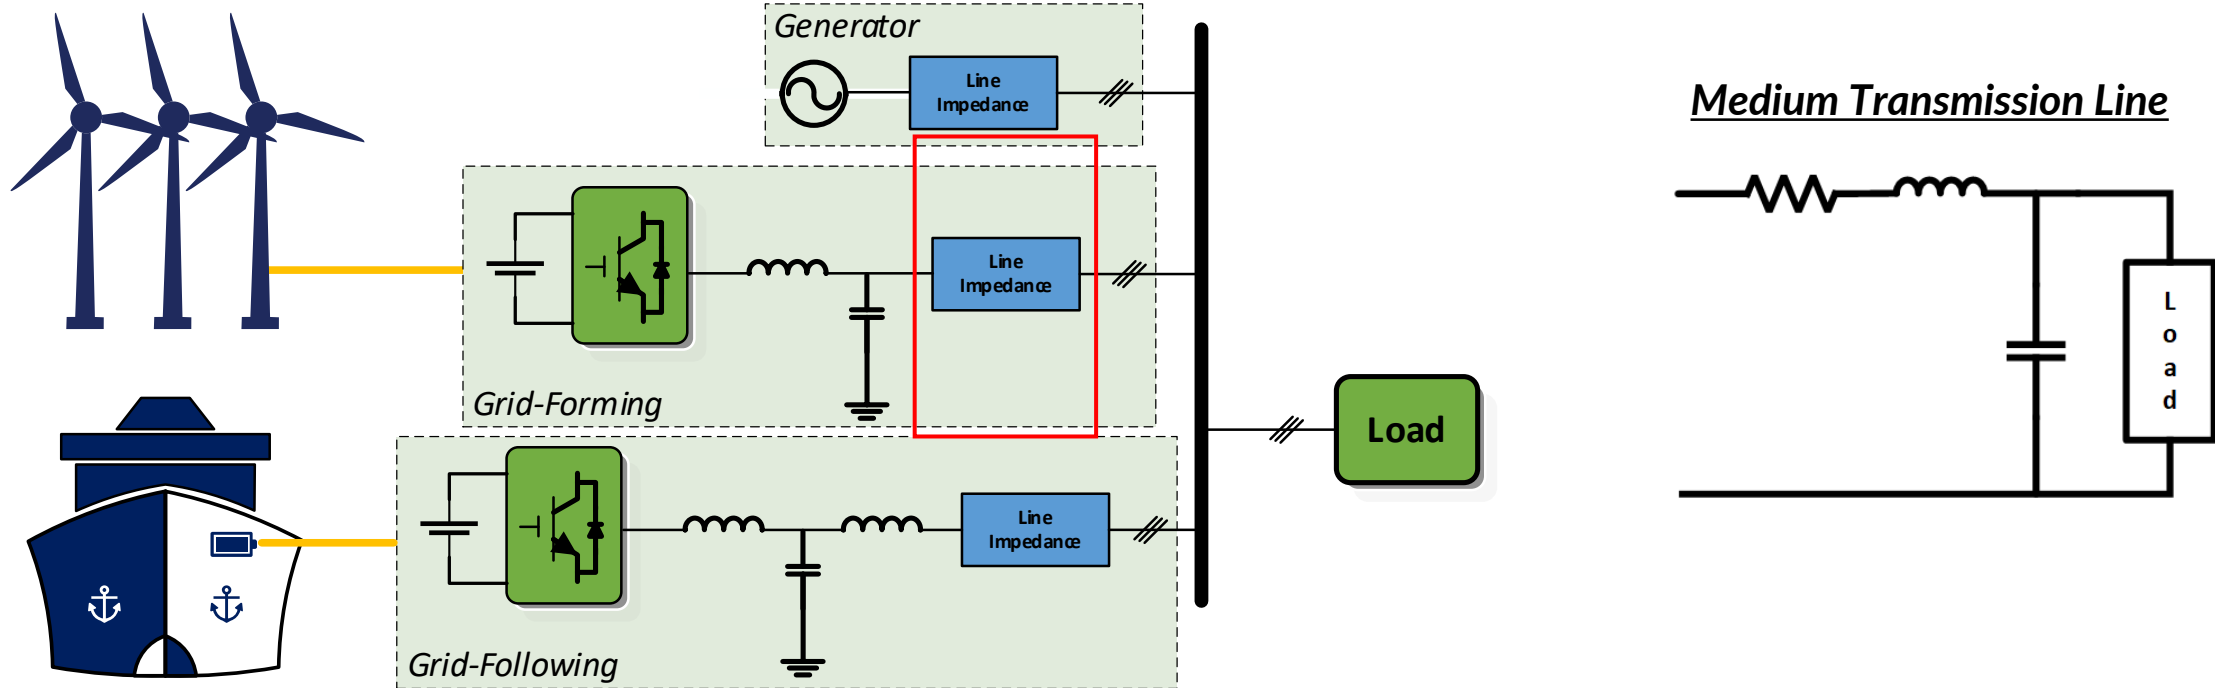 Generator
Line
Impedance
Medium Transmission Line
Line
Impedance
Grid-Forming
L
o
a
d
Load
Line
Impedance
Grid-Following